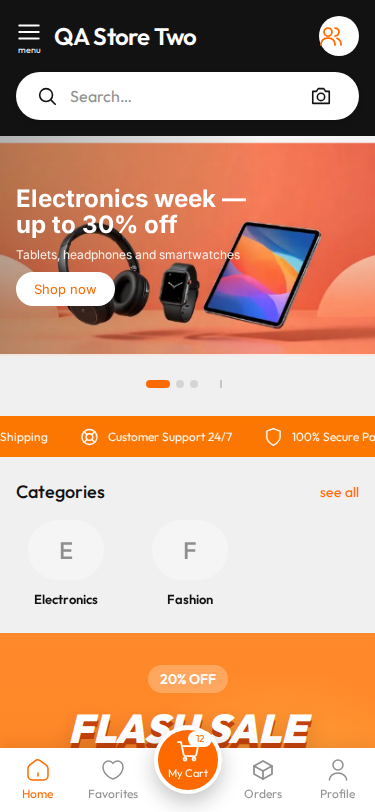 menu
QA Store Two
Search...
Electronics week —
up to 30% off
Tablets, headphones and smartwatches
Shop now
Shipping
Customer Support 24/7
100% Secure Pa
Categories
see all
E
F
Electronics
Fashion
20% OFF
FLASH SALE
12
My Cart
Home
Favorites
Orders
Profile